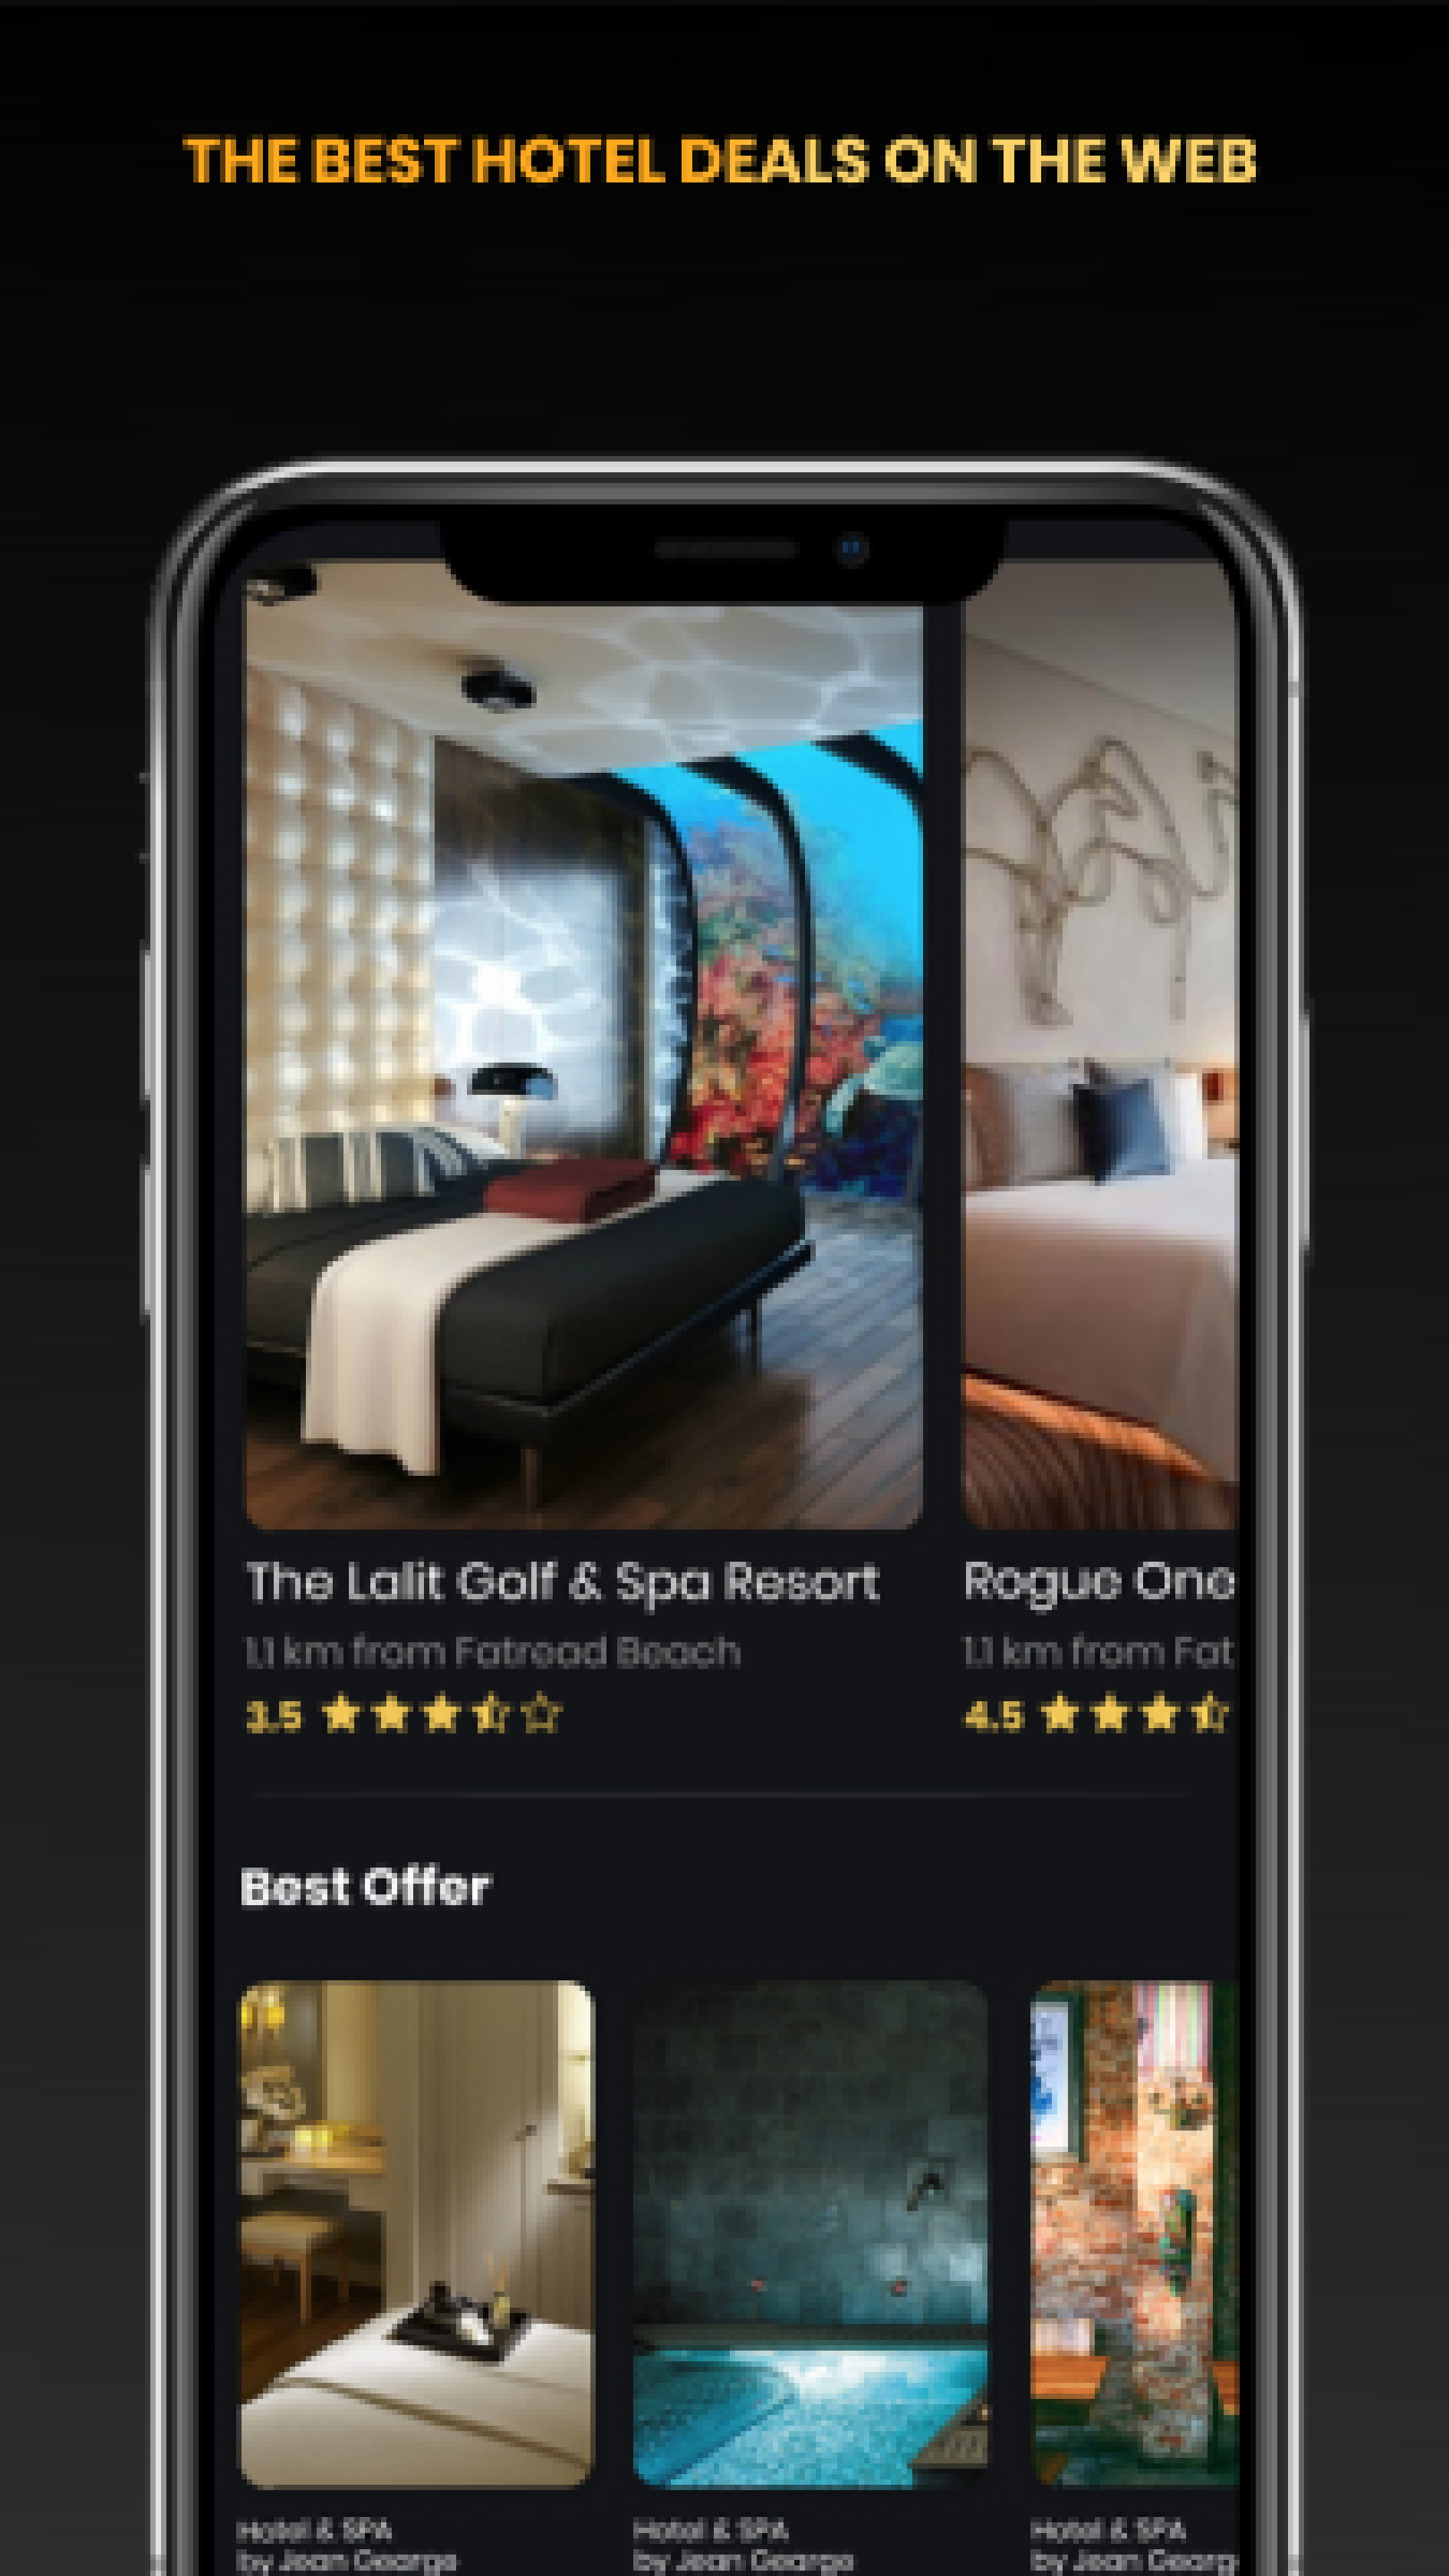 THE BEST HOTEL DEALS ON THE WEB
The Lalit Golf & Spa Resort
Rogue One
1.1 km from Fatread Beach
1.1 km from Fat
3.5
4.5
Best Offer
Hotel & SPA
by Jean George
Hotel & SPA
by Jean George
Hotel & SPA
by Jean Georg